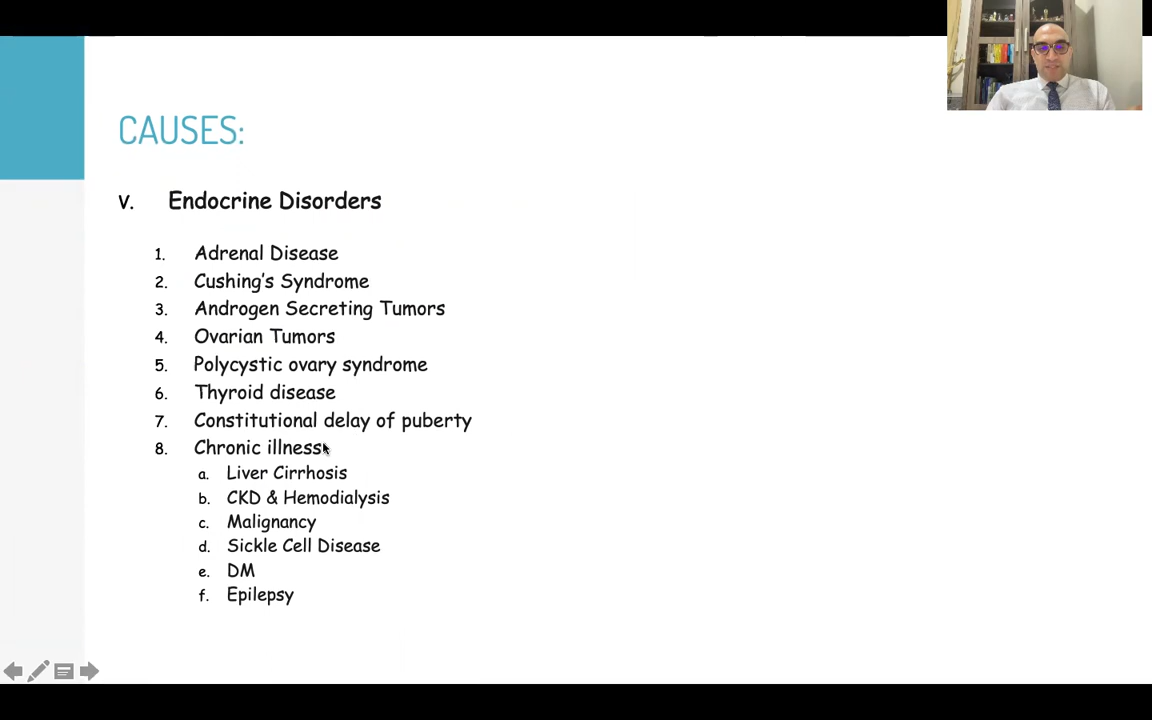 CAUSES:
V. Endocrine Disorders
1. Adrenal Disease
2. Cushing's Syndrome
3. Androgen Secreting Tumors
4. Ovarian Tumors
5. Polycystic ovary syndrome
6. Thyroid disease
7. Constitutional delay of puberty
8. Chronic illness
a. Liver Cirrhosis
b. CKD & Hemodialysis
c. Malignancy
d. Sickle Cell Disease
e. DM
f. Epilepsy